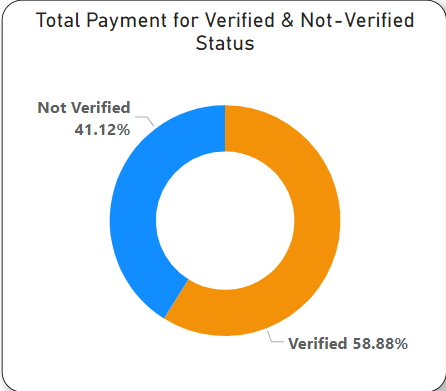 Total Payment for Verified & Not-Verified
Status
Not Verified
41.12%
Verified 58.88%